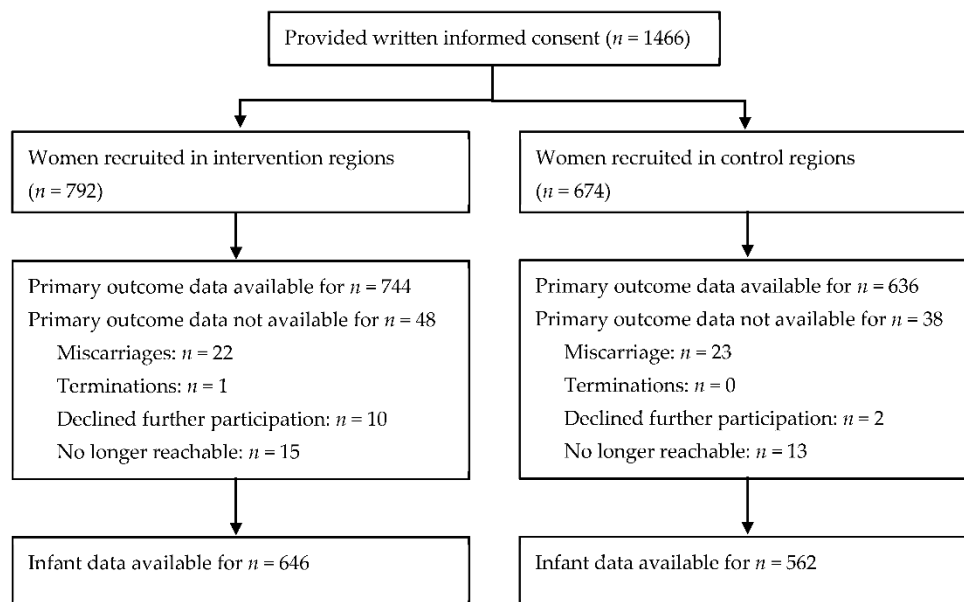 Provided written informed consent (n = 1466)
Women recruited in intervention regions
(n = 792)
Women recruited in control regions
(n = 674)
Primary outcome data available for n = 744
Primary outcome data not available for n = 48
Miscarriages: n = 22
Terminations: n = 1
Declined further participation: n = 10
No longer reachable: n = 15
Primary outcome data available for n = 636
Primary outcome data not available for n = 38
Miscarriage: n = 23
Terminations: n = 0
Declined further participation: n = 2
No longer reachable: n = 13
Infant data available for n = 646
Infant data available for n = 562